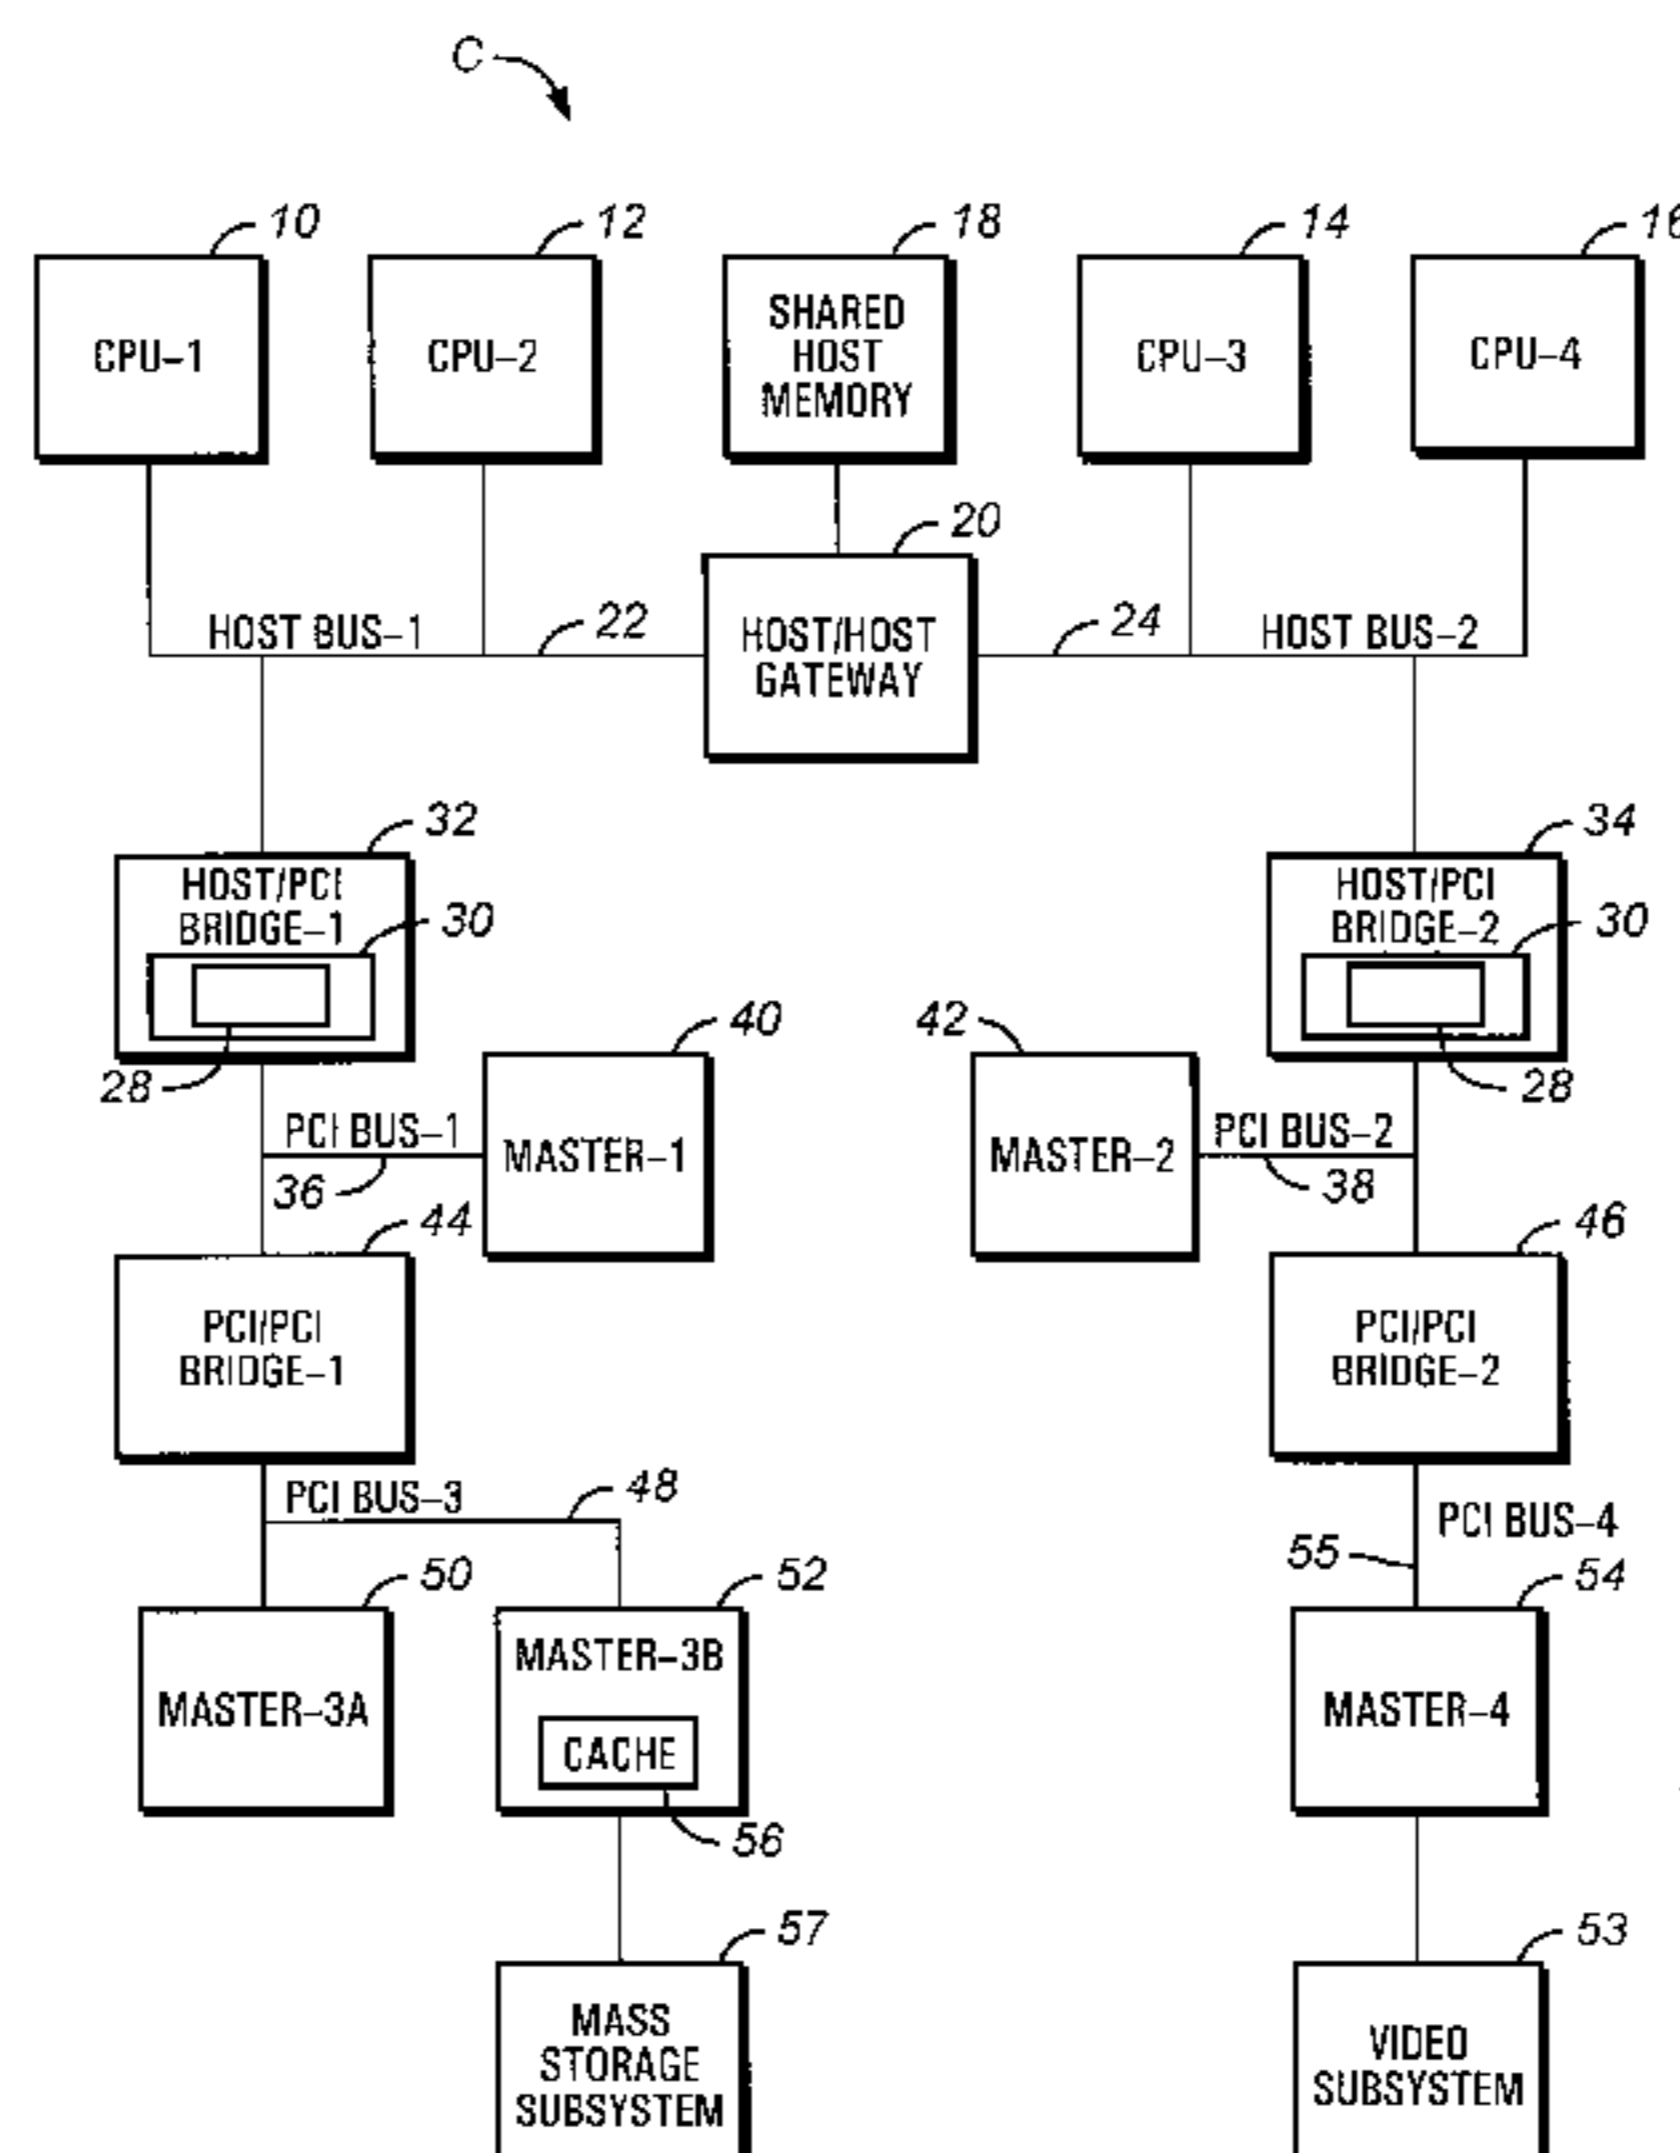 C
10
12
18
14
16
CPU-1
CPU-2
SHARED
HOST
MEMORY
CPU-3
CPU-4
20
HOST BUS-1
22
HOST/HOST
GATEWAY
24
HOST BUS-2
32
34
HOST/PCI
BRIDGE-1
30
HOST/PCI
BRIDGE-2
30
28
40
42
28
PCI BUS-1
MASTER-1
MASTER-2
PCI BUS-2
36
38
44
46
PCI/PCI
BRIDGE-1
PCI/PCI
BRIDGE-2
PCI BUS-3
48
PCI BUS-4
55
50
52
54
MASTER-3A
MASTER-3B
CACHE
MASTER-4
56
57
53
MASS
STORAGE
SUBSYSTEM
VIDEO
SUBSYSTEM